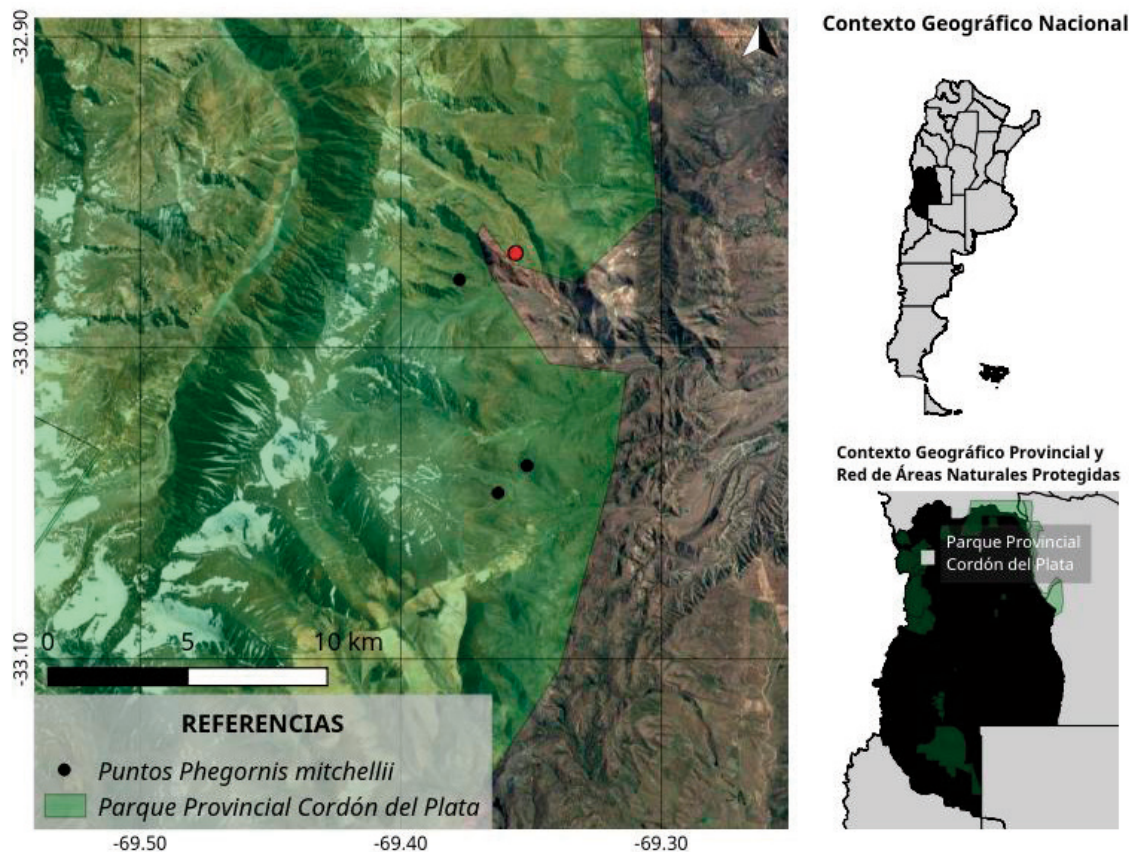 -32.90
-33.00
-33.10
0 5 10 km
REFERENCIAS
Puntos Phegornis mitchellii
Parque Provincial Cordón del Plata
-69.50 -69.40 -69.30
Contexto Geográfico Nacional
Contexto Geográfico Provincial y
Red de Áreas Naturales Protegidas
Parque Provincial
Cordón del Plata